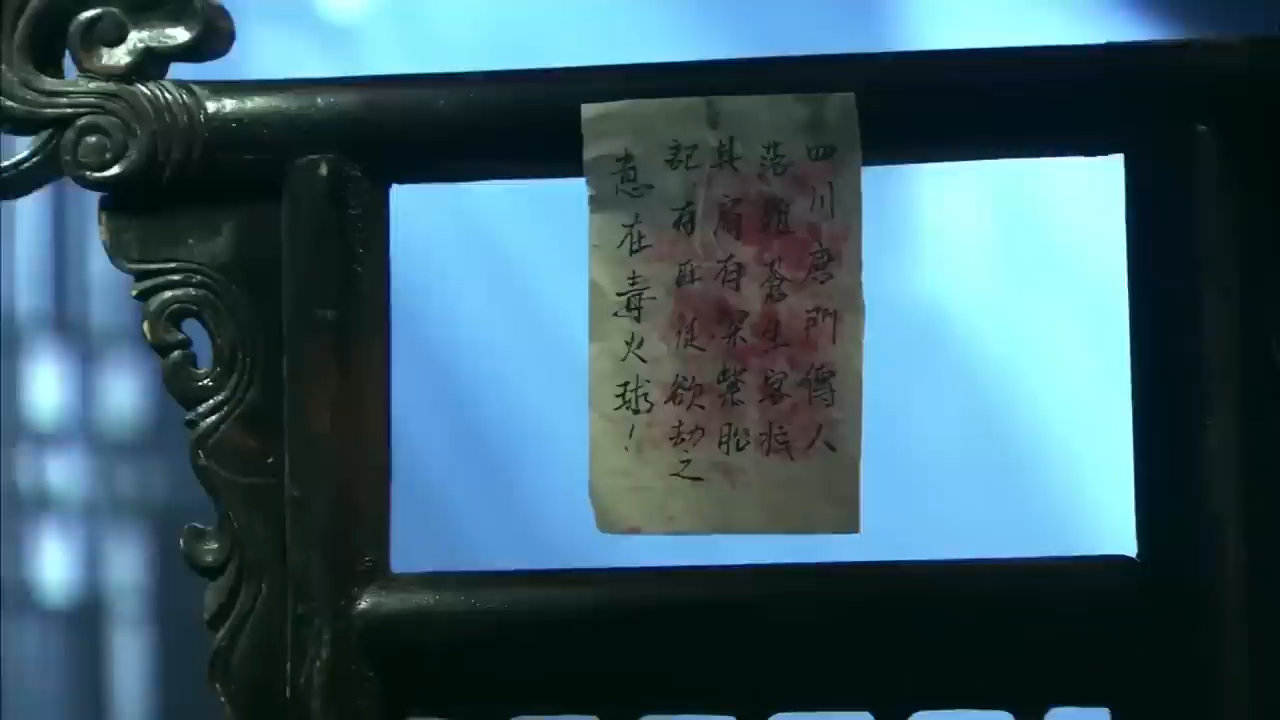 四川唐門傳人
落難蒼生客棧
其肩有朵紫胎
記有匪徒欲劫之
意在毒火球！